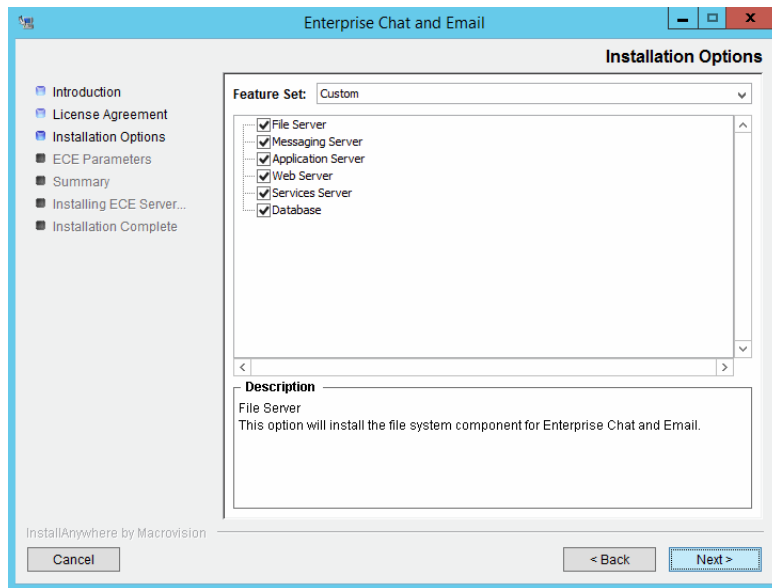 Enterprise Chat and Email
Installation Options
Introduction
License Agreement
Installation Options
ECE Parameters
Summary
Installing ECE Server...
Installation Complete
Feature Set: Custom
File Server
Messaging Server
Application Server
Web Server
Services Server
Database
Description
File Server
This option will install the file system component for Enterprise Chat and Email.
InstallAnywhere by Macrovision
Cancel
< Back
Next >